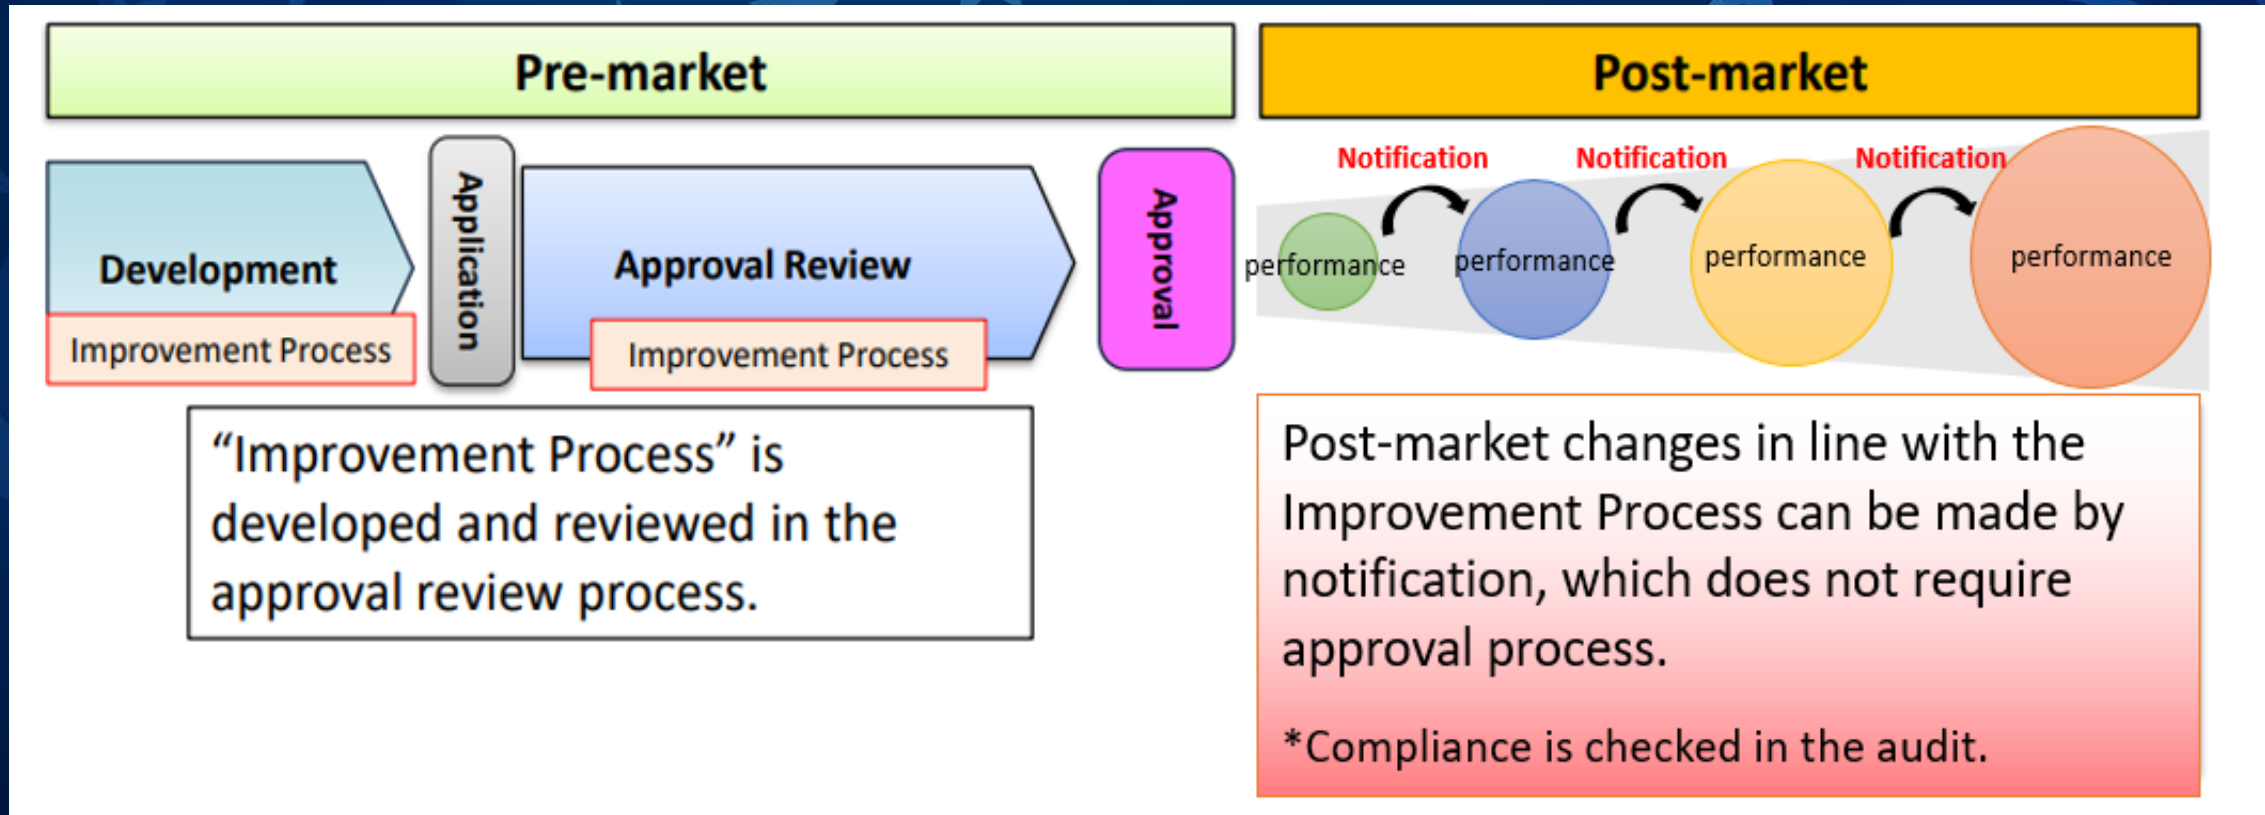 Pre-market
Post-market
Development
Improvement Process
Application
Approval Review
Improvement Process
Approval
Notification
Notification
Notification
performance
performance
performance
performance
“Improvement Process” is
developed and reviewed in the
approval review process.
Post-market changes in line with the
Improvement Process can be made by
notification, which does not require
approval process.
*Compliance is checked in the audit.